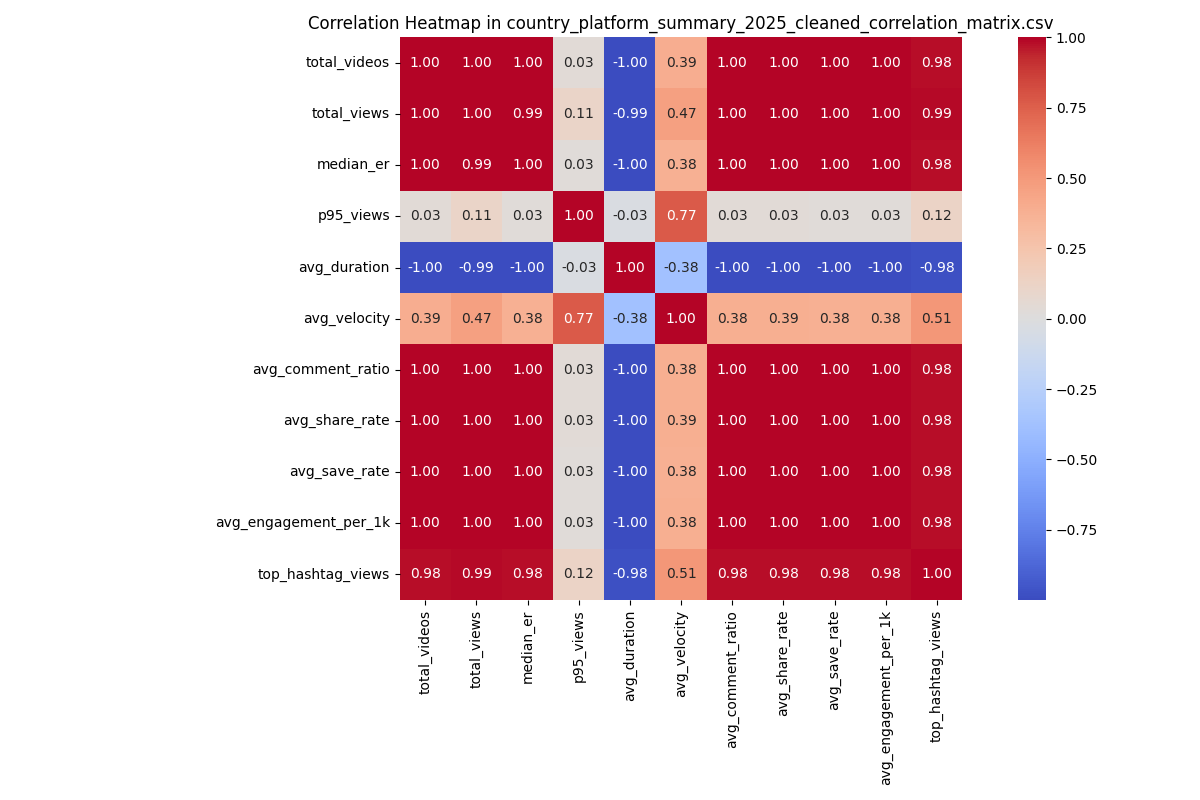 Correlation Heatmap in country_platform_summary_2025_cleaned_correlation_matrix.csv
total_videos 1.00 1.00 1.00 0.03 -1.00 0.39 1.00 1.00 1.00 1.00 0.98
total_views 1.00 1.00 0.99 0.11 -0.99 0.47 1.00 1.00 1.00 1.00 0.99
median_er 1.00 0.99 1.00 0.03 -1.00 0.38 1.00 1.00 1.00 1.00 0.98
p95_views 0.03 0.11 0.03 1.00 -0.03 0.77 0.03 0.03 0.03 0.03 0.12
avg_duration -1.00 -0.99 -1.00 -0.03 1.00 -0.38 -1.00 -1.00 -1.00 -1.00 -0.98
avg_velocity 0.39 0.47 0.38 0.77 -0.38 1.00 0.38 0.39 0.38 0.38 0.51
avg_comment_ratio 1.00 1.00 1.00 0.03 -1.00 0.38 1.00 1.00 1.00 1.00 0.98
avg_share_rate 1.00 1.00 1.00 0.03 -1.00 0.39 1.00 1.00 1.00 1.00 0.98
avg_save_rate 1.00 1.00 1.00 0.03 -1.00 0.38 1.00 1.00 1.00 1.00 0.98
avg_engagement_per_1k 1.00 1.00 1.00 0.03 -1.00 0.38 1.00 1.00 1.00 1.00 0.98
top_hashtag_views 0.98 0.99 0.98 0.12 -0.98 0.51 0.98 0.98 0.98 0.98 1.00
total_videos
total_views
median_er
p95_views
avg_duration
avg_velocity
avg_comment_ratio
avg_share_rate
avg_save_rate
avg_engagement_per_1k
top_hashtag_views
1.00
0.75
0.50
0.25
0.00
−0.25
−0.50
−0.75